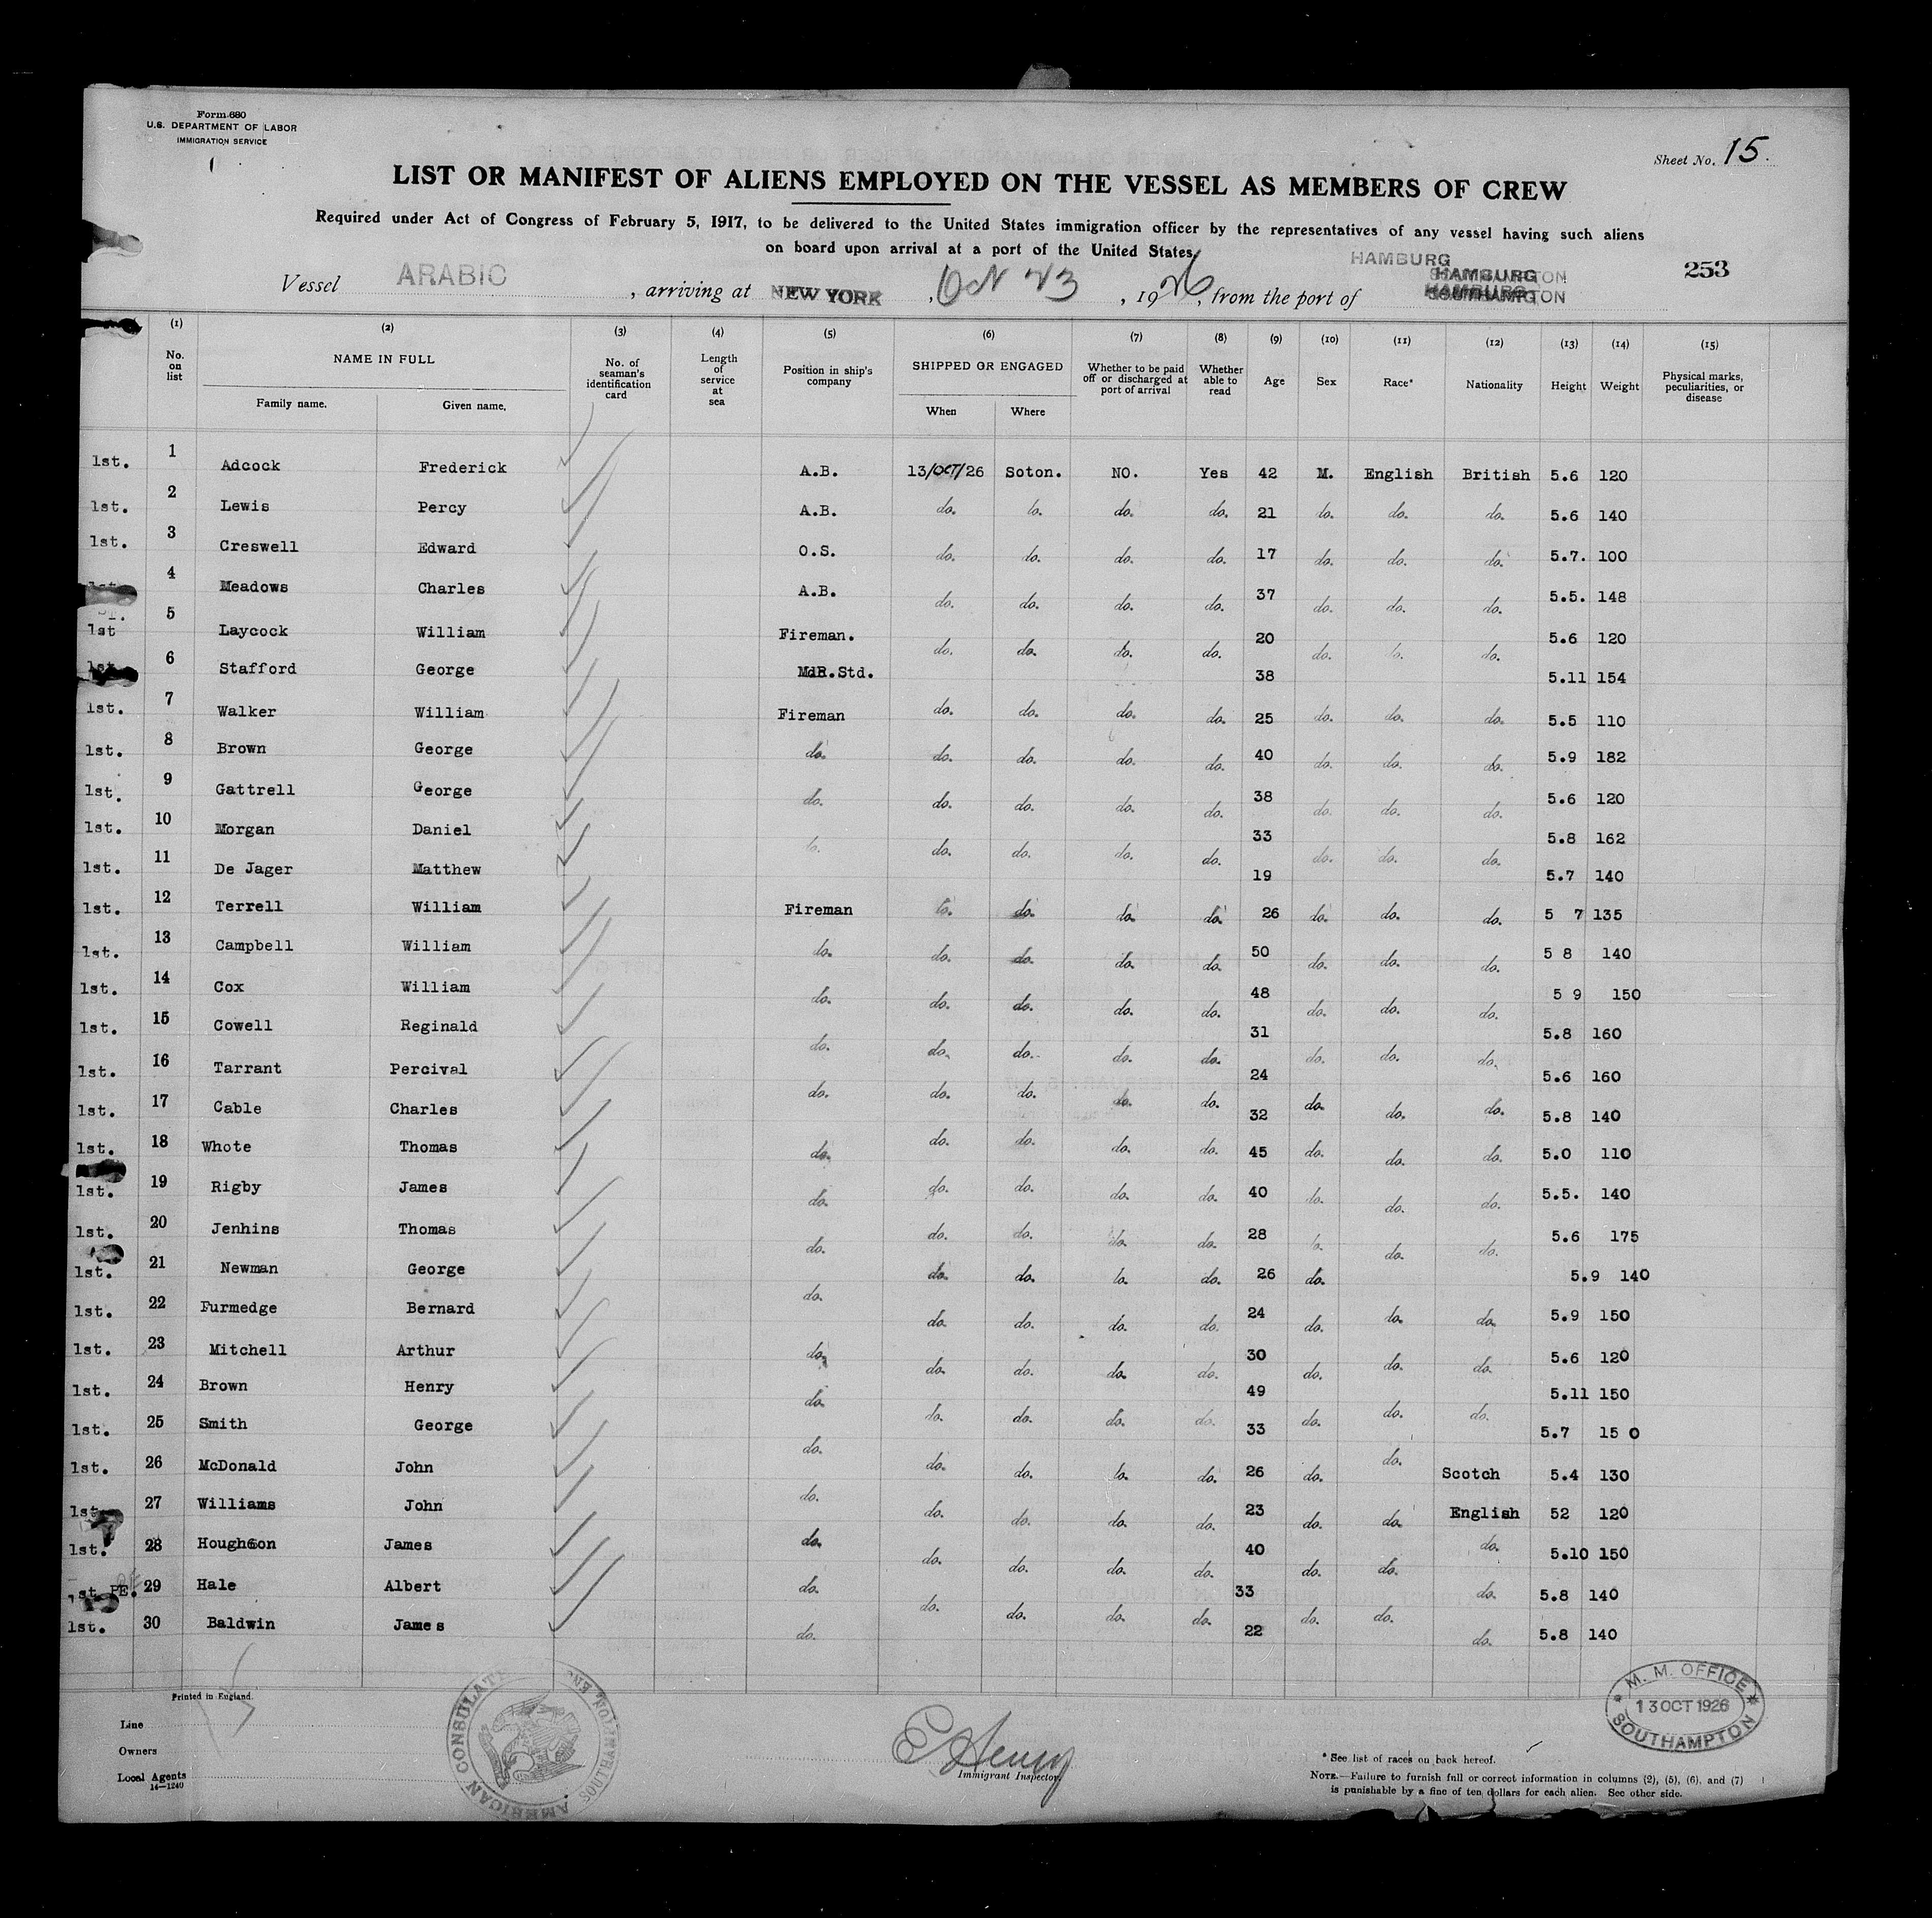 Form 680
U.S. DEPARTMENT OF LABOR
IMMIGRATION SERVICE
Sheet No. 15.
LIST OR MANIFEST OF ALIENS EMPLOYED ON THE VESSEL AS MEMBERS OF CREW
Required under Act of Congress of February 5, 1917, to be delivered to the United States immigration officer by the representatives of any vessel having such aliens
on board upon arrival at a port of the United States
HAMBURG
253
Vessel ARABIC, arriving at NEW YORK, Oct 23, 1926, from the port of HAMBURG SOUTHAMPTON
(1) (2) (3) (4) (5) (6) (7) (8) (9) (10) (11) (12) (13) (14) (15)
No. on list NAME IN FULL No. of seaman's identification card Length of service at sea Position in ship's company SHIPPED OR ENGAGED Whether to be paid off or discharged at port of arrival Whether able to read Age Sex Race* Nationality Height Weight Physical marks, peculiarities, or disease
Family name. Given name. When Where
1st. 1 Adcock Frederick A.B. 13/OCT/26 Soton. NO. Yes 42 M. English British 5.6 120
1st. 2 Lewis Percy A.B. do. do. do. do. 21 do. do. do. 5.6 140
1st. 3 Creswell Edward O.S. do. do. do. do. 17 do. do. do. 5.7. 100
1st. 4 Meadows Charles A.B. do. do. do. do. 37 do. do. do. 5.5. 148
1st 5 Laycock William Fireman. do. do. do. do. 20 do. do. do. 5.6 120
1st. 6 Stafford George MdR.Std. 38 5.11 154
1st. 7 Walker William Fireman do. do. do. do. 25 do. do. do. 5.5 110
1st. 8 Brown George do. do. do. do. do. 40 do. do. do. 5.9 182
1st. 9 Gattrell George do. do. do. do. do. 38 do. do. do. 5.6 120
1st. 10 Morgan Daniel do. do. do. do. do. 33 do. do. do. 5.8 162
1st. 11 De Jager Matthew 19 5.7 140
1st. 12 Terrell William Fireman do. do. do. do. 26 do. do. do. 5 7 135
1st. 13 Campbell William do. do. do. do. do. 50 do. do. do. 5 8 140
1st. 14 Cox William do. do. do. do. do. 48 do. do. do. 5 9 150
1st. 15 Cowell Reginald do. do. do. do. do. 31 do. do. do. 5.8 160
1st. 16 Tarrant Percival do. do. do. do. do. 24 do. do. do. 5.6 160
1st. 17 Cable Charles do. do. do. do. 32 do. do. do. 5.8 140
1st. 18 Whote Thomas do. do. do. do. do. 45 do. do. do. 5.0 110
1st. 19 Rigby James do. do. do. do. do. 40 do. do. do. 5.5. 140
1st. 20 Jenhins Thomas do. do. do. do. do. 28 do. do. do. 5.6 175
1st. 21 Newman George do. do. do. do. do. 26 do. 5.9 140
1st. 22 Furmedge Bernard do. do. do. do. 24 do. do. do. 5.9 150
1st. 23 Mitchell Arthur do. do. do. do. do. 30 do. do. do. 5.6 120
1st. 24 Brown Henry do. do. do. do. do. 49 do. do. do. 5.11 150
1st. 25 Smith George do. do. do. do. do. 33 do. do. 5.7 15 0
1st. 26 McDonald John do. do. do. do. do. 26 do. Scotch 5.4 130
1st. 27 Williams John do. do. do. do. 23 do. do. English 52 120
1st. 28 Houghson James do. do. do. do. do. 40 do. do. do. 5.10 150
1st PE. 29 Hale Albert do. do. do. do. do. 33 do. do. do. 5.8 140
1st. 30 Baldwin James do. 22 do. 5.8 140
Printed in England.
Line
Owners
Local Agents
14—1240
AMERICAN CONSULATE SOUTHAMPTON, ENG
E Henry
Immigrant Inspector.
M. M. OFFICE
13 OCT 1926
SOUTHAMPTON
* See list of races on back hereof.
NOTE.—Failure to furnish full or correct information in columns (2), (5), (6), and (7)
is punishable by a fine of ten dollars for each alien. See other side.